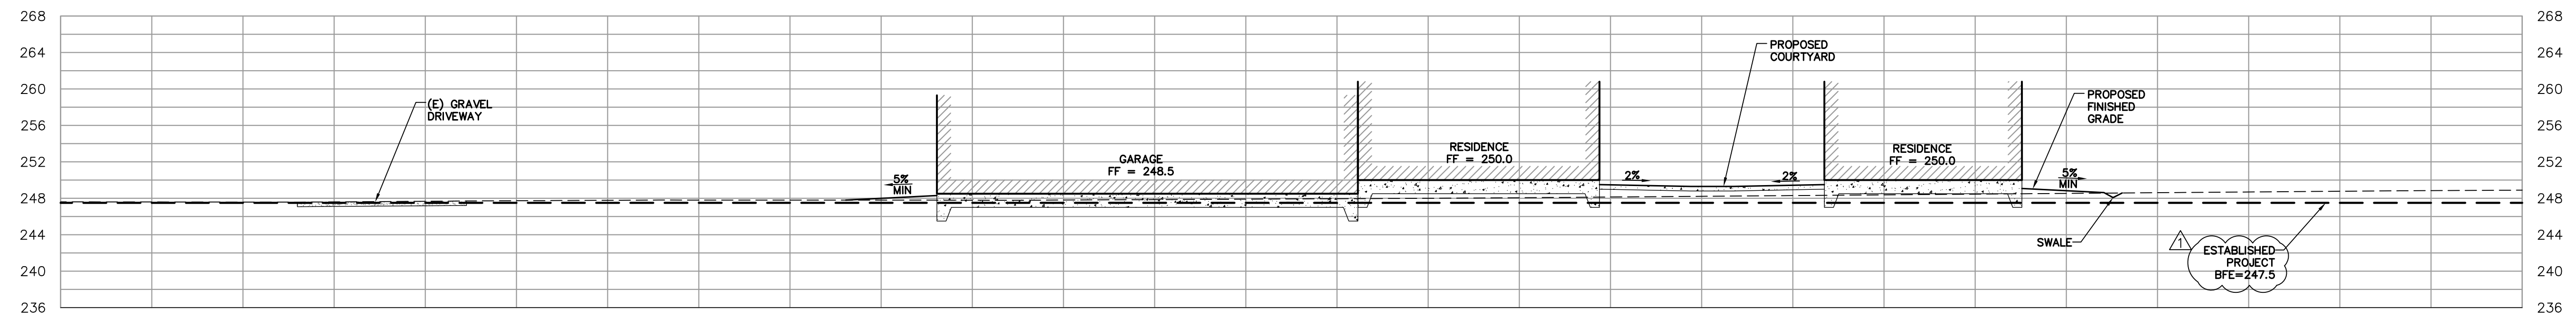 268
264
260
256
252
248
244
240
236
(E) GRAVEL
DRIVEWAY
5%
MIN
GARAGE
FF = 248.5
RESIDENCE
FF = 250.0
2%
PROPOSED
COURTYARD
2%
RESIDENCE
FF = 250.0
5%
MIN
PROPOSED
FINISHED
GRADE
SWALE
1
ESTABLISHED
PROJECT
BFE=247.5
268
264
260
256
252
248
244
240
236